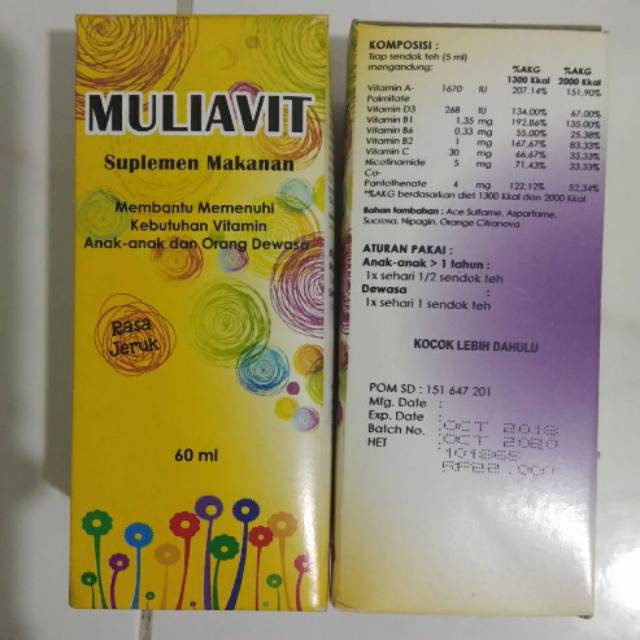 MULIAVIT
Suplemen Makanan
Membantu Memenuhi
Kebutuhan Vitamin
Anak-anak dan Orang Dewasa
Rasa
Jeruk
60 ml
KOMPOSISI :
Tiap sendok teh (5 ml)
mengandung: %AKG %AKG
1300 Kkal 2000 Kkal
Vitamin A- 1670 IU 207.14% 151,90%
Palmitate
Vitamin D3 268 IU 134,00% 67,00%
Vitamin B1 1,35 mg 192,86% 135,00%
Vitamin B6 0,33 mg 55,00% 25,38%
Vitamin B2 1 mg 167,67% 83,33%
Vitamin C 30 mg 66,67% 33,33%
Nicotinamide 5 mg 71,43% 33,33%
Ca-
Pantothenate 4 mg 122,12% 52,34%
*%AKG berdasarkan diet 1300 Kkal dan 2000 Kkal
Bahan tambahan : Ace Sulfame, Aspartame,
Sucrosa, Nipagin, Orange Citranova
ATURAN PAKAI :
Anak-anak > 1 tahun :
1x sehari 1/2 sendok teh
Dewasa :
1x sehari 1 sendok teh
KOCOK LEBIH DAHULU
POM SD : 151 647 201
Mfg. Date :
Exp. Date : OCT 2018
Batch No. : OCT 2020
HET 101865
RP22.000